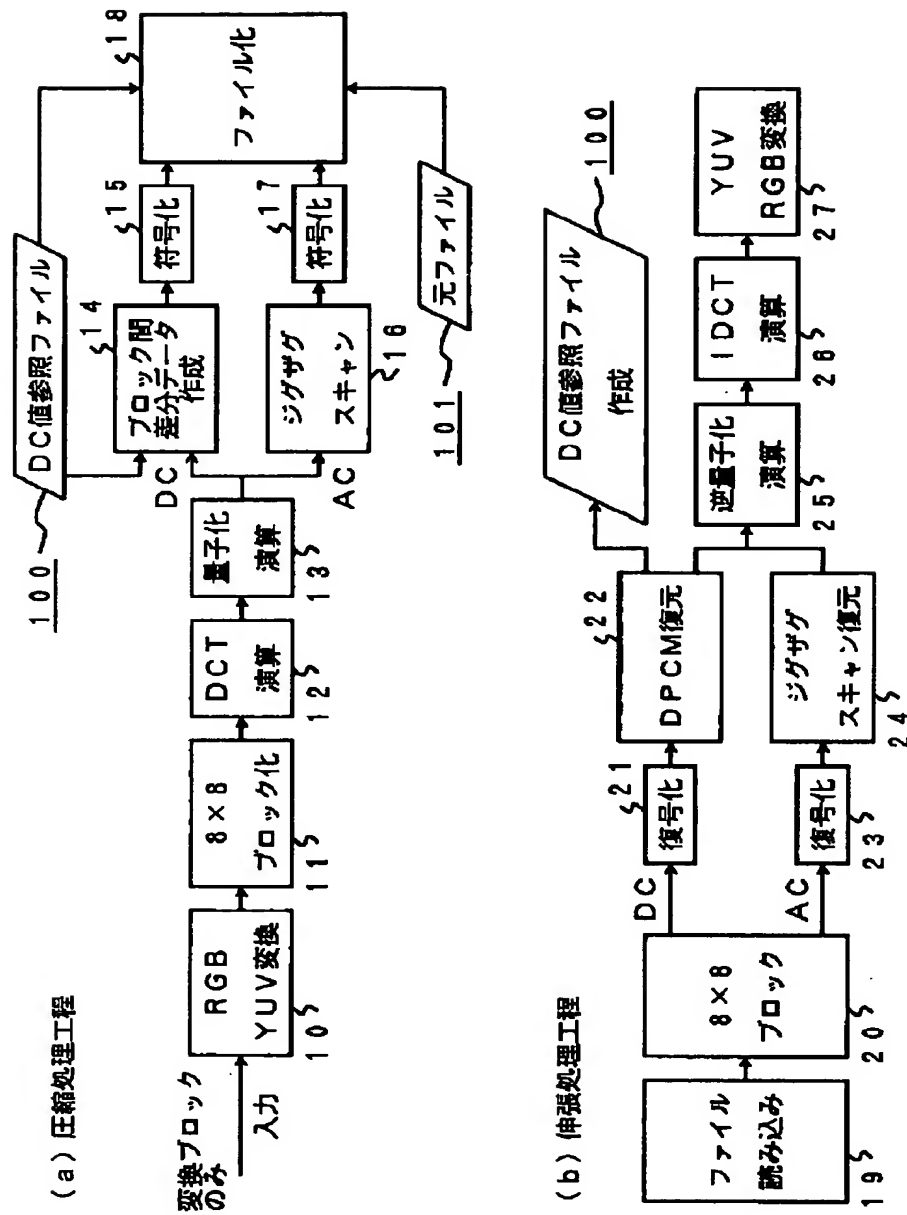 (a) 圧縮処理工程
変換ブロック
のみ
入力
RGB
YUV変換
10
8×8
ブロック化
11
DCT
演算
12
量子化
演算
13
DC
AC
100
DC値参照ファイル
ブロック間
差分データ
作成
14
符号化
15
ジグザグ
スキャン
16
符号化
17
元ファイル
101
ファイル化
18
(b) 伸張処理工程
ファイル
読み込み
19
8×8
ブロック
20
DC
AC
復号化
21
DPCM復元
22
復号化
23
ジグザグ
スキャン復元
24
DC値参照ファイル
作成
100
逆量子化
演算
25
IDCT
演算
26
YUV
RGB変換
27